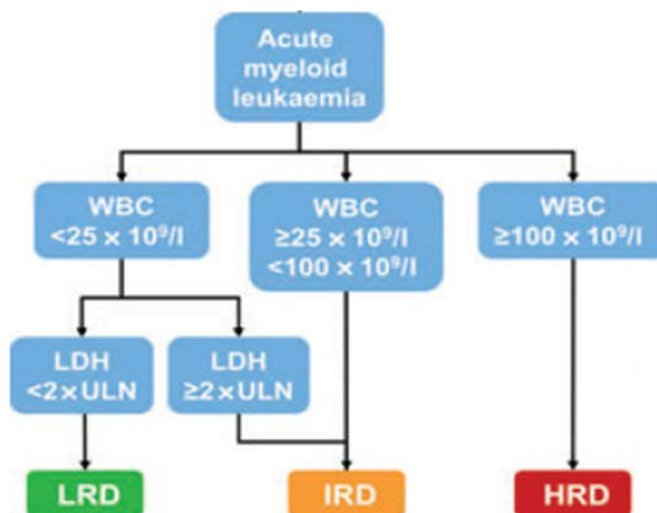 Acute
myeloid
leukaemia
WBC
<25 × 10⁹/l
WBC
≥25 × 10⁹/l
<100 × 10⁹/l
WBC
≥100 × 10⁹/l
LDH
<2×ULN
LDH
≥2×ULN
LRD
IRD
HRD